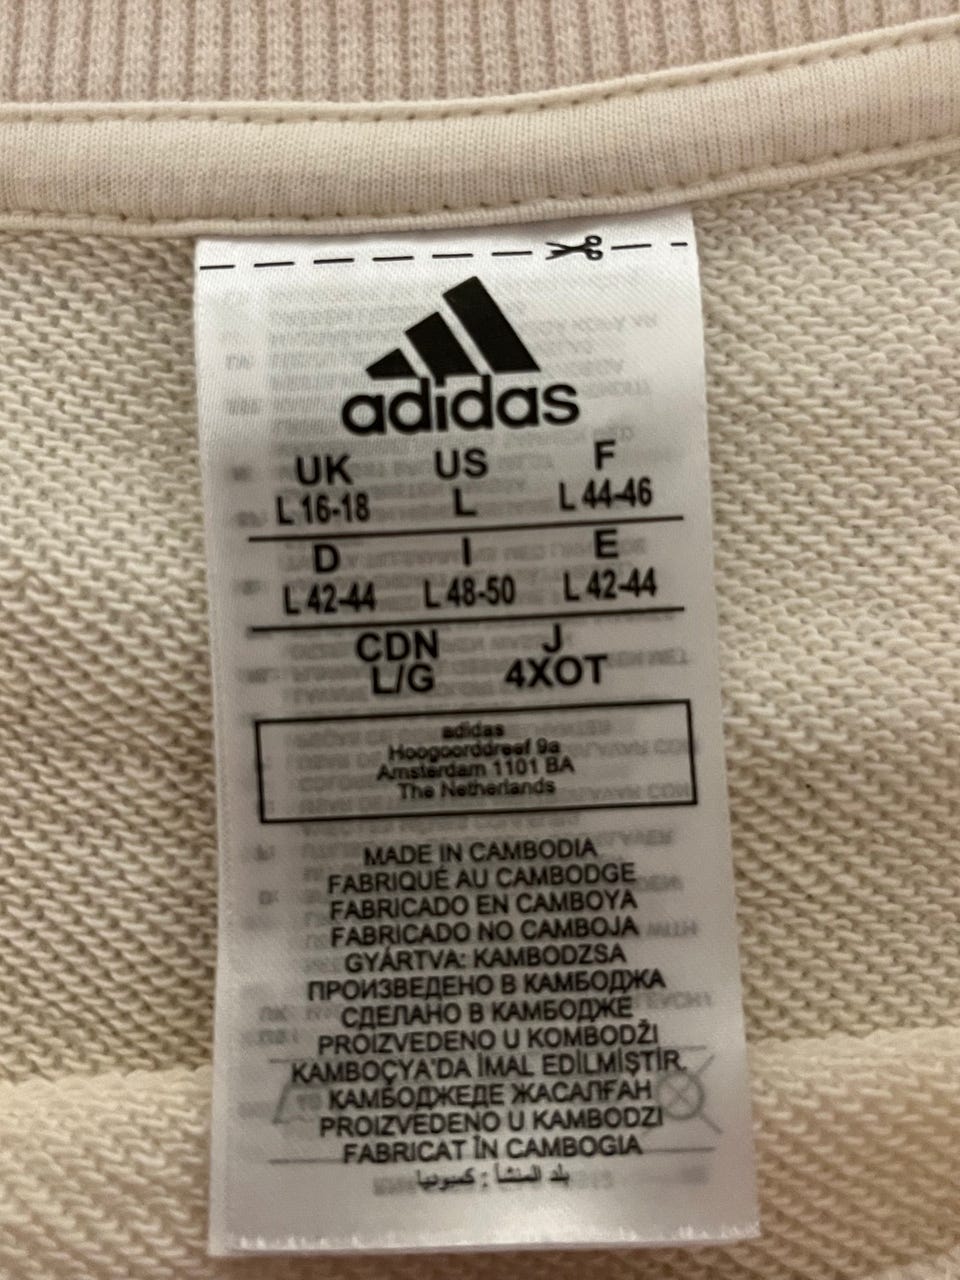 adidas
UK US F
L 16-18 L L 44-46
D I E
L 42-44 L 48-50 L 42-44
CDN J
L/G 4XOT
adidas
Hoogoorddreef 9a
Amsterdam 1101 BA
The Netherlands
MADE IN CAMBODIA
FABRIQUÉ AU CAMBODGE
FABRICADO EN CAMBOYA
FABRICADO NO CAMBOJA
GYÁRTVA: KAMBODZSA
ПРОИЗВЕДЕНО В КАМБОДЖА
СДЕЛАНО В КАМБОДЖЕ
PROIZVEDENO U KOMBODŽI
KAMBOÇYA'DA İMAL EDİLMİŞTİR.
КАМБОДЖЕДЕ ЖАСАЛҒАН
PROIZVEDENO U KAMBODZI
FABRICAT ÎN CAMBOGIA
بلد المنشأ : كمبوديا